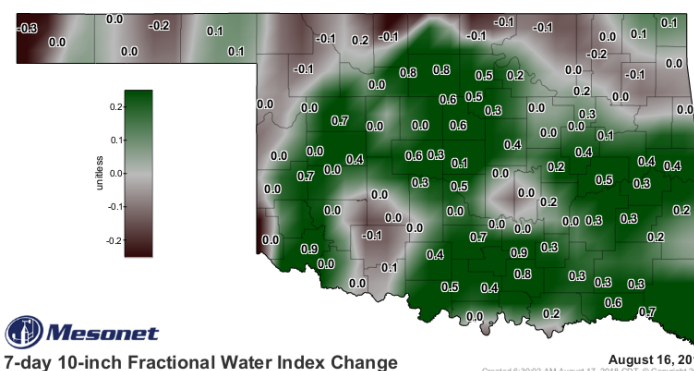 -0.3 0.0 0.0 0.0 -0.2 0.1 0.1
-0.1 0.2 -0.1 -0.1 -0.1 -0.1 0.0 0.1 0.1
-0.1 0.0 0.8 0.8 0.5 0.2 0.0 -0.2 -0.1 0.0
0.0 0.0 0.6 0.5 0.3 0.2 0.0 0.0
0.7 0.0 0.0 0.6 0.0 0.0 0.3 0.1
0.0 0.0 0.4 0.6 0.3 0.1 0.4 0.4 0.4 0.4
0.7 0.0 0.3 0.5 0.0 0.2 0.5 0.3
0.0 0.0 0.0 0.0 0.2
0.0 0.0 0.0 0.0 0.0 0.3 0.3 0.2
0.0 -0.1 0.0 0.7 0.0 0.0 0.2
0.9 0.0 0.1 0.4 0.9 0.3
0.0 0.5 0.4 0.8 0.3 0.3 0.3
0.0 0.2 0.6 0.7
0.2
0.1
0.0
-0.1
-0.2
unitless
Mesonet
7-day 10-inch Fractional Water Index Change
August 16, 20